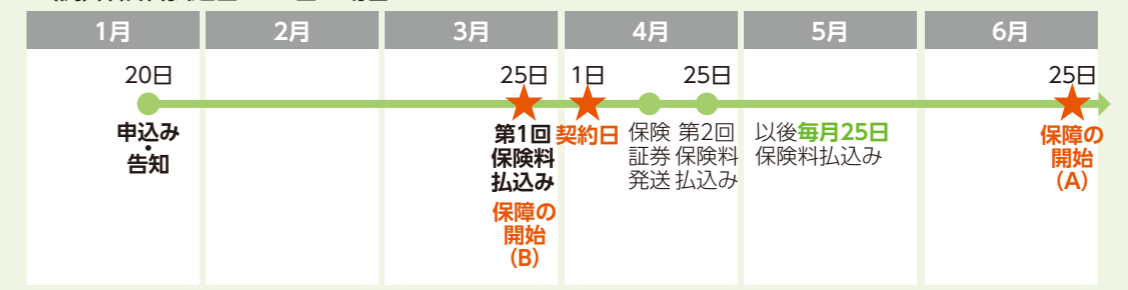 1月 2月 3月 4月 5月 6月
20日
申込み
・
告知
25日
第1回
保険料
払込み
保障の
開始
(B)
1日
契約日
保険
証券
発送
25日
第2回
保険料
払込み
以後毎月25日
保険料払込み
25日
保障の
開始
(A)